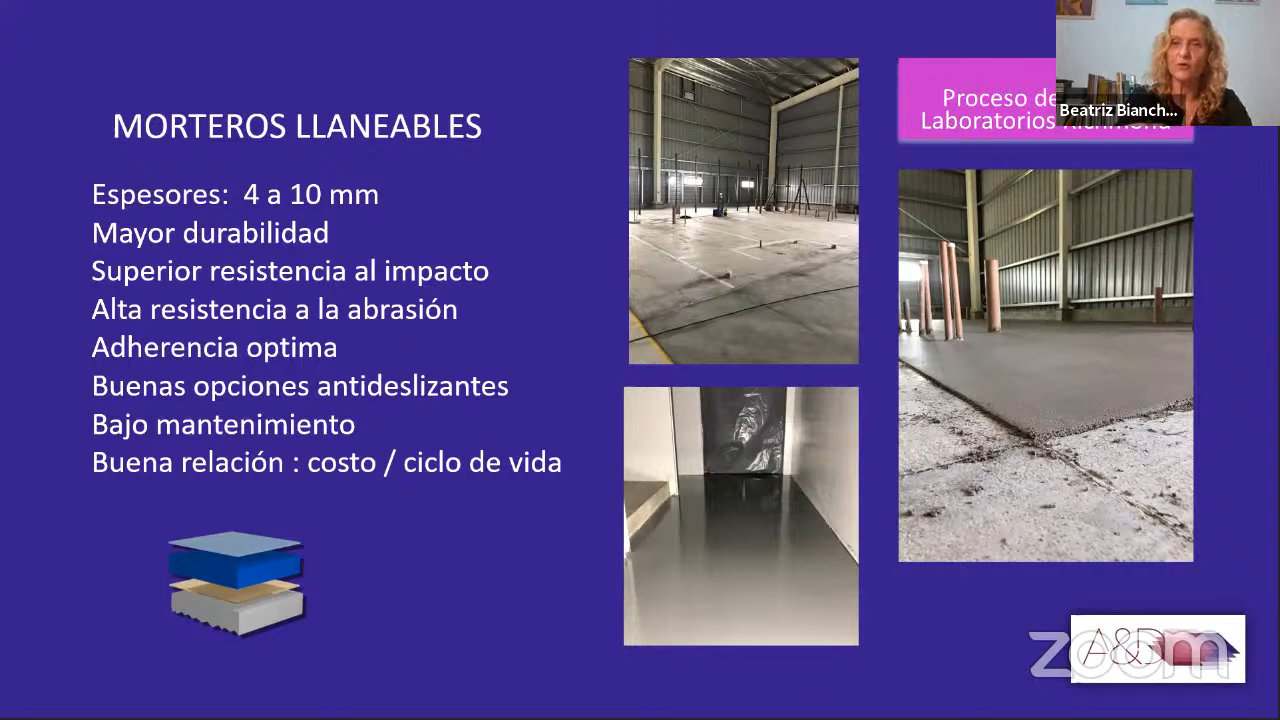 MORTEROS LLANEABLES
Espesores: 4 a 10 mm
Mayor durabilidad
Superior resistencia al impacto
Alta resistencia a la abrasión
Adherencia optima
Buenas opciones antideslizantes
Bajo mantenimiento
Buena relación : costo / ciclo de vida
Proceso de
Laboratorios
Beatriz Bianch...
A&D
zoom